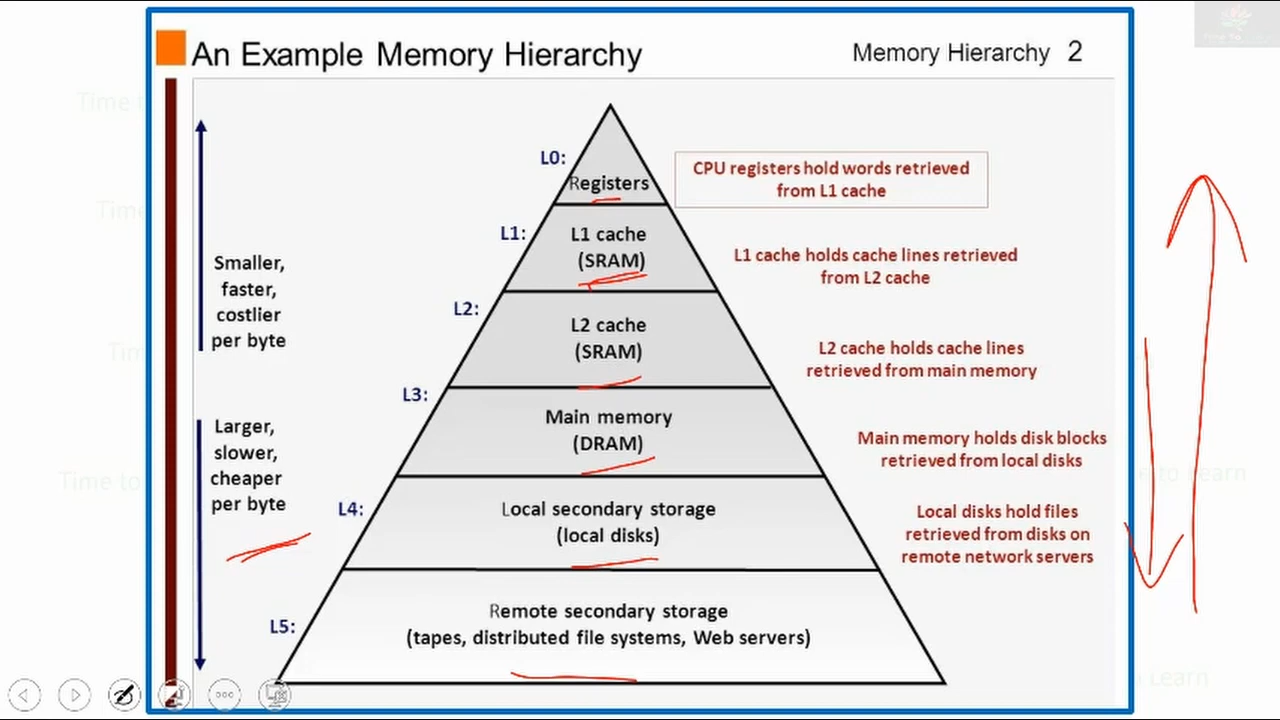 An Example Memory Hierarchy
Memory Hierarchy 2
L0:
Registers
CPU registers hold words retrieved
from L1 cache
L1:
L1 cache
(SRAM)
L1 cache holds cache lines retrieved
from L2 cache
Smaller,
faster,
costlier
per byte
L2:
L2 cache
(SRAM)
L2 cache holds cache lines
retrieved from main memory
L3:
Main memory
(DRAM)
Main memory holds disk blocks
retrieved from local disks
Larger,
slower,
cheaper
per byte
L4:
Local secondary storage
(local disks)
Local disks hold files
retrieved from disks on
remote network servers
L5:
Remote secondary storage
(tapes, distributed file systems, Web servers)
Time to
Learn
Learn